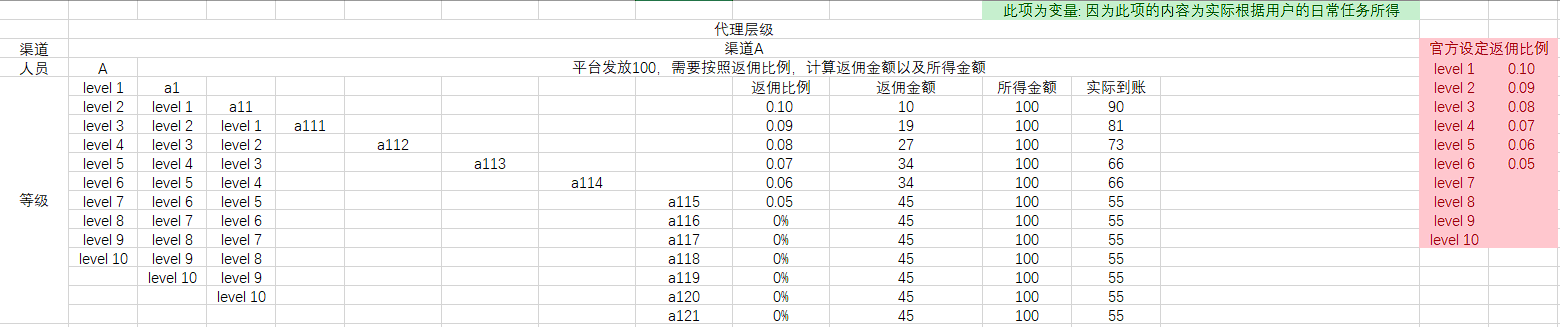 此项为变量: 因为此项的内容为实际根据用户的日常任务所得
代理层级
渠道 渠道A 官方设定返佣比例
人员 A 平台发放100，需要按照返佣比例，计算返佣金额以及所得金额 level 1 0.10
level 1 a1 返佣比例 返佣金额 所得金额 实际到账 level 2 0.09
level 2 level 1 a11 0.10 10 100 90 level 3 0.08
level 3 level 2 level 1 a111 0.09 19 100 81 level 4 0.07
level 4 level 3 level 2 a112 0.08 27 100 73 level 5 0.06
level 5 level 4 level 3 a113 0.07 34 100 66 level 6 0.05
level 6 level 5 level 4 a114 0.06 34 100 66 level 7
等级 level 7 level 6 level 5 a115 0.05 45 100 55 level 8
level 8 level 7 level 6 a116 0% 45 100 55 level 9
level 9 level 8 level 7 a117 0% 45 100 55 level 10
level 10 level 9 level 8 a118 0% 45 100 55
level 10 level 9 a119 0% 45 100 55
level 10 a120 0% 45 100 55
a121 0% 45 100 55